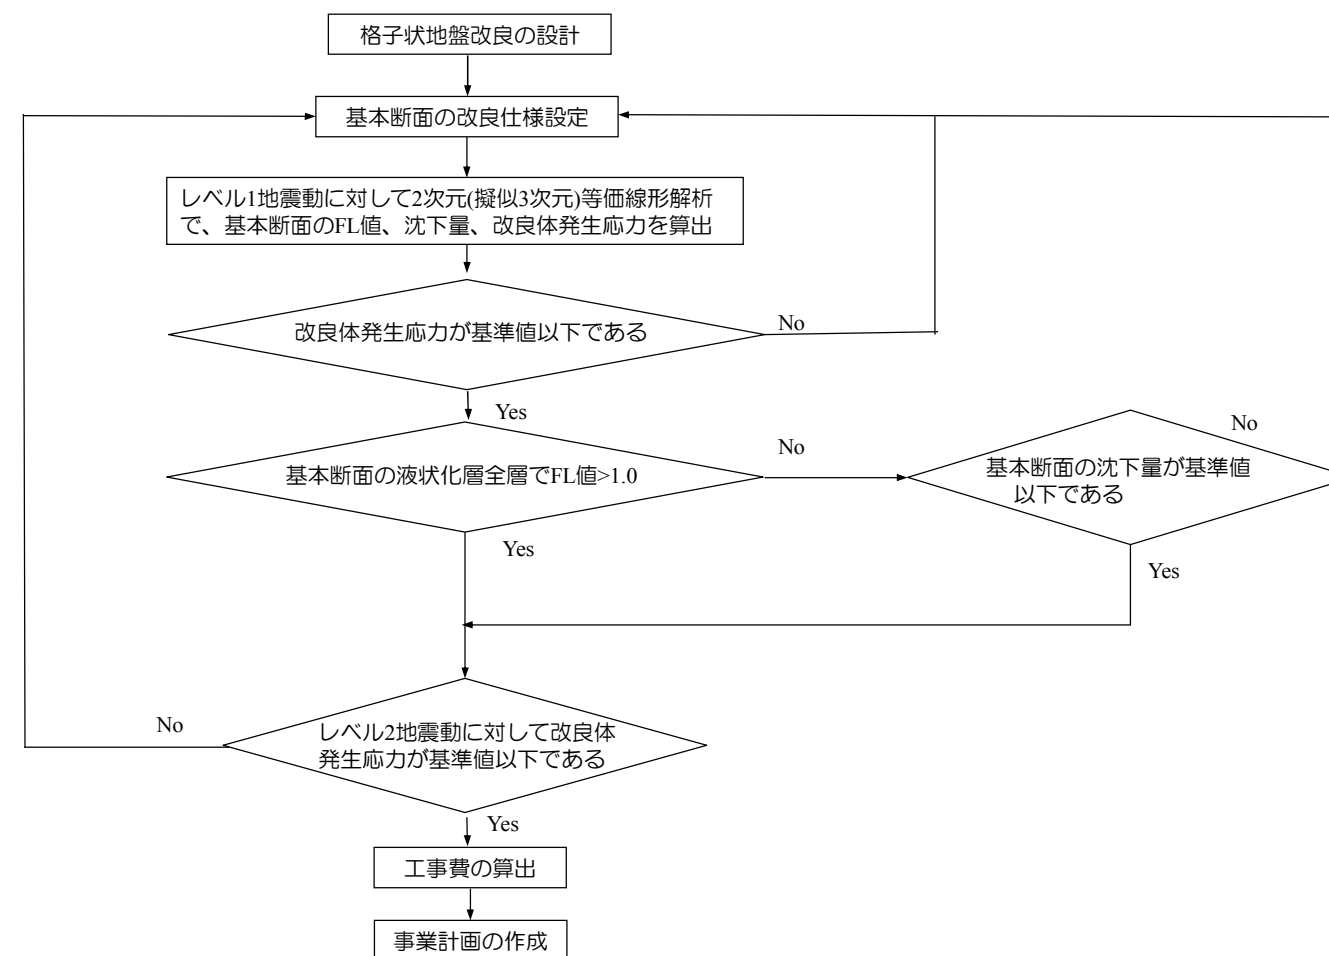 格子状地盤改良の設計
基本断面の改良仕様設定
レベル1地震動に対して2次元(擬似3次元)等価線形解析
で、基本断面のFL値、沈下量、改良体発生応力を算出
改良体発生応力が基準値以下である
No
Yes
基本断面の液状化層全層でFL値>1.0
No
基本断面の沈下量が基準値
以下である
No
Yes
Yes
レベル2地震動に対して改良体
発生応力が基準値以下である
No
Yes
工事費の算出
事業計画の作成